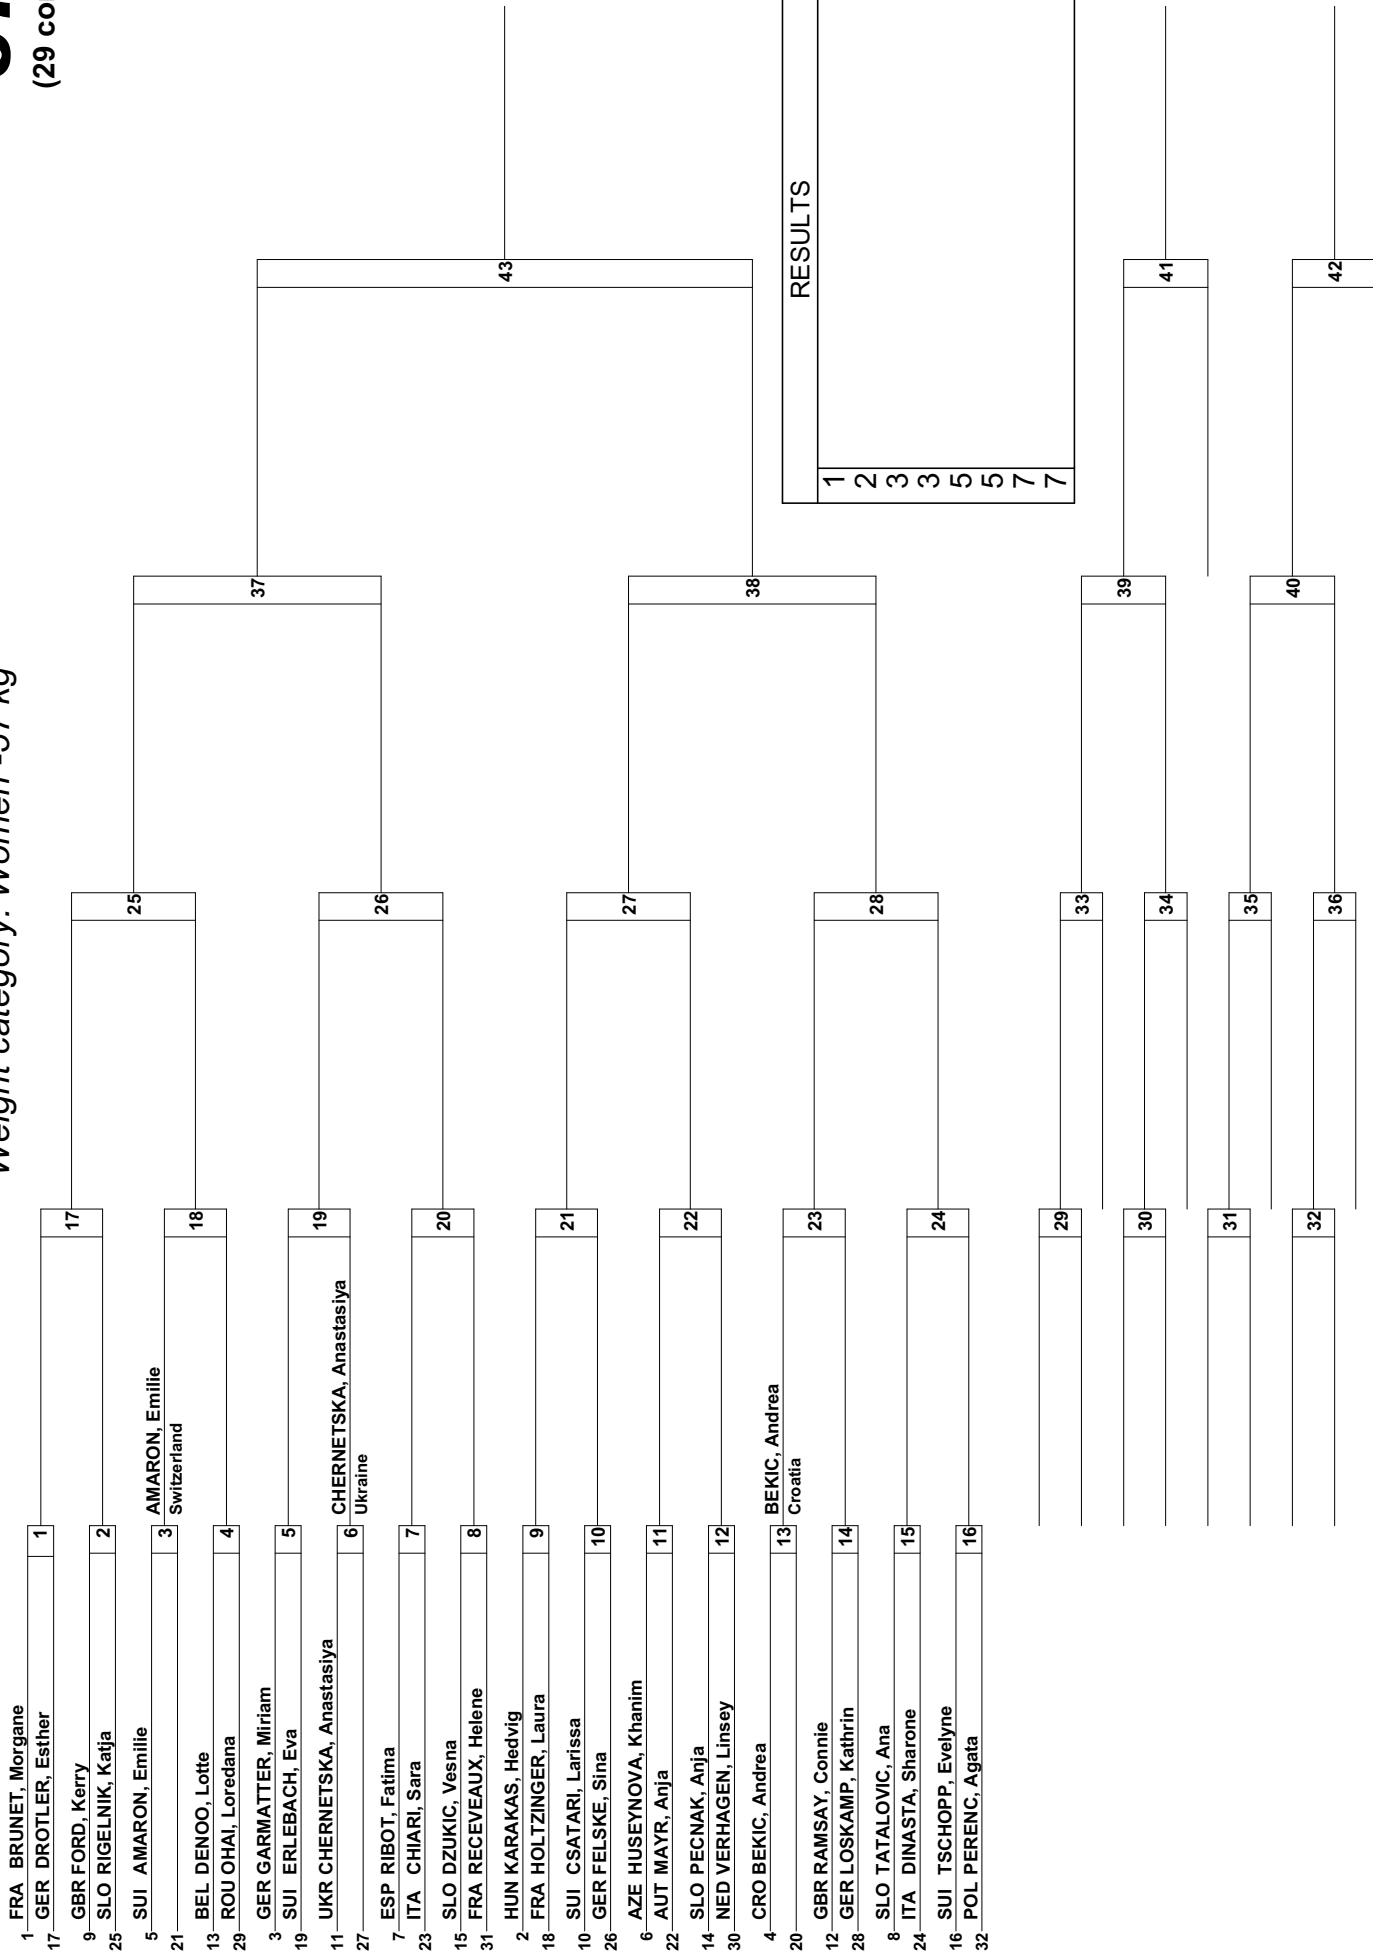 (29 co
Weight category: Women -57 kg
1 FRA BRUNET, Morgane
17 GER DROTLER, Esther
1
9 GBR FORD, Kerry
25 SLO RIGELNIK, Katja
2
5 SUI AMARON, Emilie
21
3
AMARON, Emilie
Switzerland
13 BEL DENOO, Lotte
29 ROU OHAI, Loredana
4
3 GER GARMATTER, Miriam
19 SUI ERLEBACH, Eva
5
11 UKR CHERNETSKA, Anastasiya
27
6
CHERNETSKA, Anastasiya
Ukraine
7 ESP RIBOT, Fatima
23 ITA CHIARI, Sara
7
15 SLO DZUKIC, Vesna
31 FRA RECEVEAUX, Helene
8
2 HUN KARAKAS, Hedvig
18 FRA HOLTZINGER, Laura
9
10 SUI CSATARI, Larissa
26 GER FELSKE, Sina
10
6 AZE HUSEYNOVA, Khanim
22 AUT MAYR, Anja
11
14 SLO PECNAK, Anja
30 NED VERHAGEN, Linsey
12
4 CRO BEKIC, Andrea
20
13
BEKIC, Andrea
Croatia
12 GBR RAMSAY, Connie
28 GER LOSKAMP, Kathrin
14
8 SLO TATALOVIC, Ana
24 ITA DINASTA, Sharone
15
16 SUI TSCHOPP, Evelyne
32 POL PERENC, Agata
16
17
18
19
20
21
22
23
24
29
30
31
32
25
26
27
28
33
34
35
36
37
38
39
40
43
41
42
RESULTS
1
2
3
3
5
5
7
7